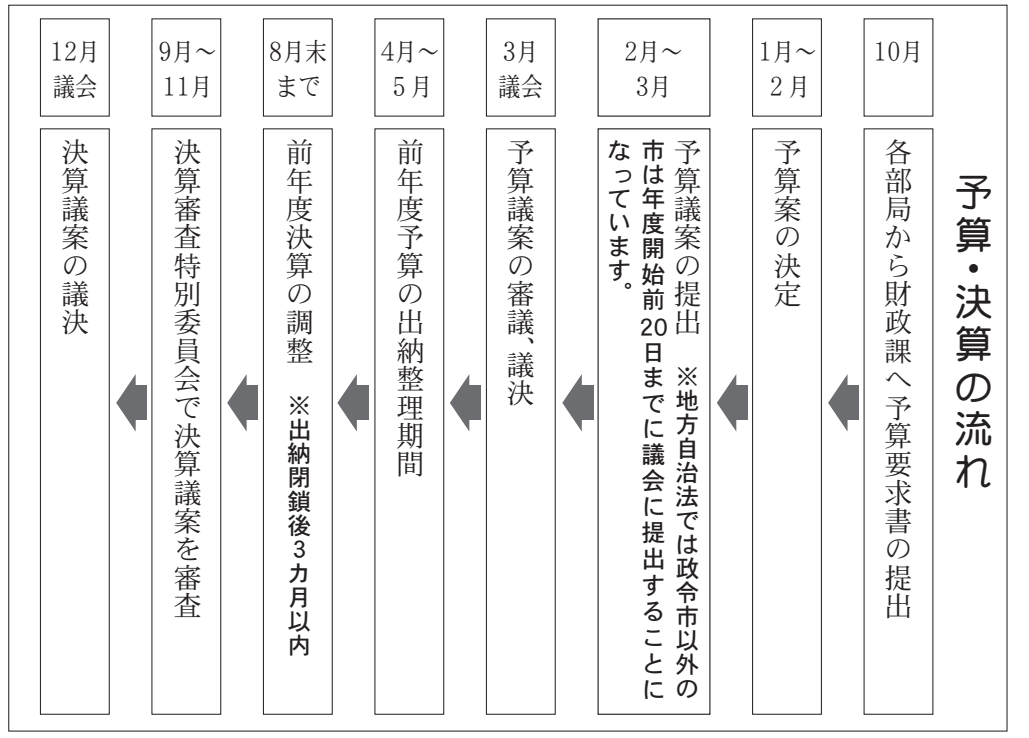 予算・決算の流れ
10月
各部局から財政課へ予算要求書の提出
1月～
2月
予算案の決定
2月～
3月
予算議案の提出　※地方自治法では政令市以外の
市は年度開始前20日までに議会に提出することに
なっています。
3月
議会
予算議案の審議、議決
4月～
5月
前年度予算の出納整理期間
8月末
まで
前年度決算の調整　※出納閉鎖後3カ月以内
9月～
11月
決算審査特別委員会で決算議案を審査
12月
議会
決算議案の議決